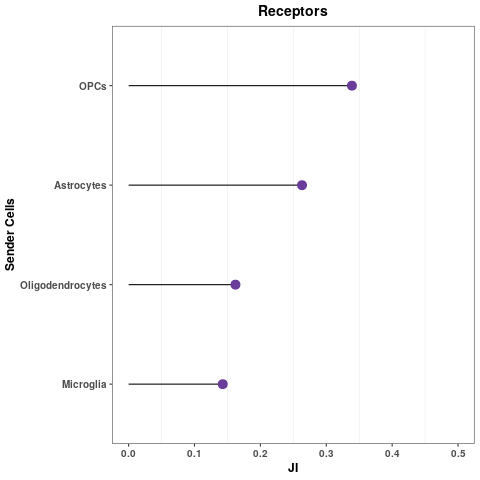 Receptors
OPCs
Astrocytes
Oligodendrocytes
Microglia
Sender Cells
0.0 0.1 0.2 0.3 0.4 0.5
JI